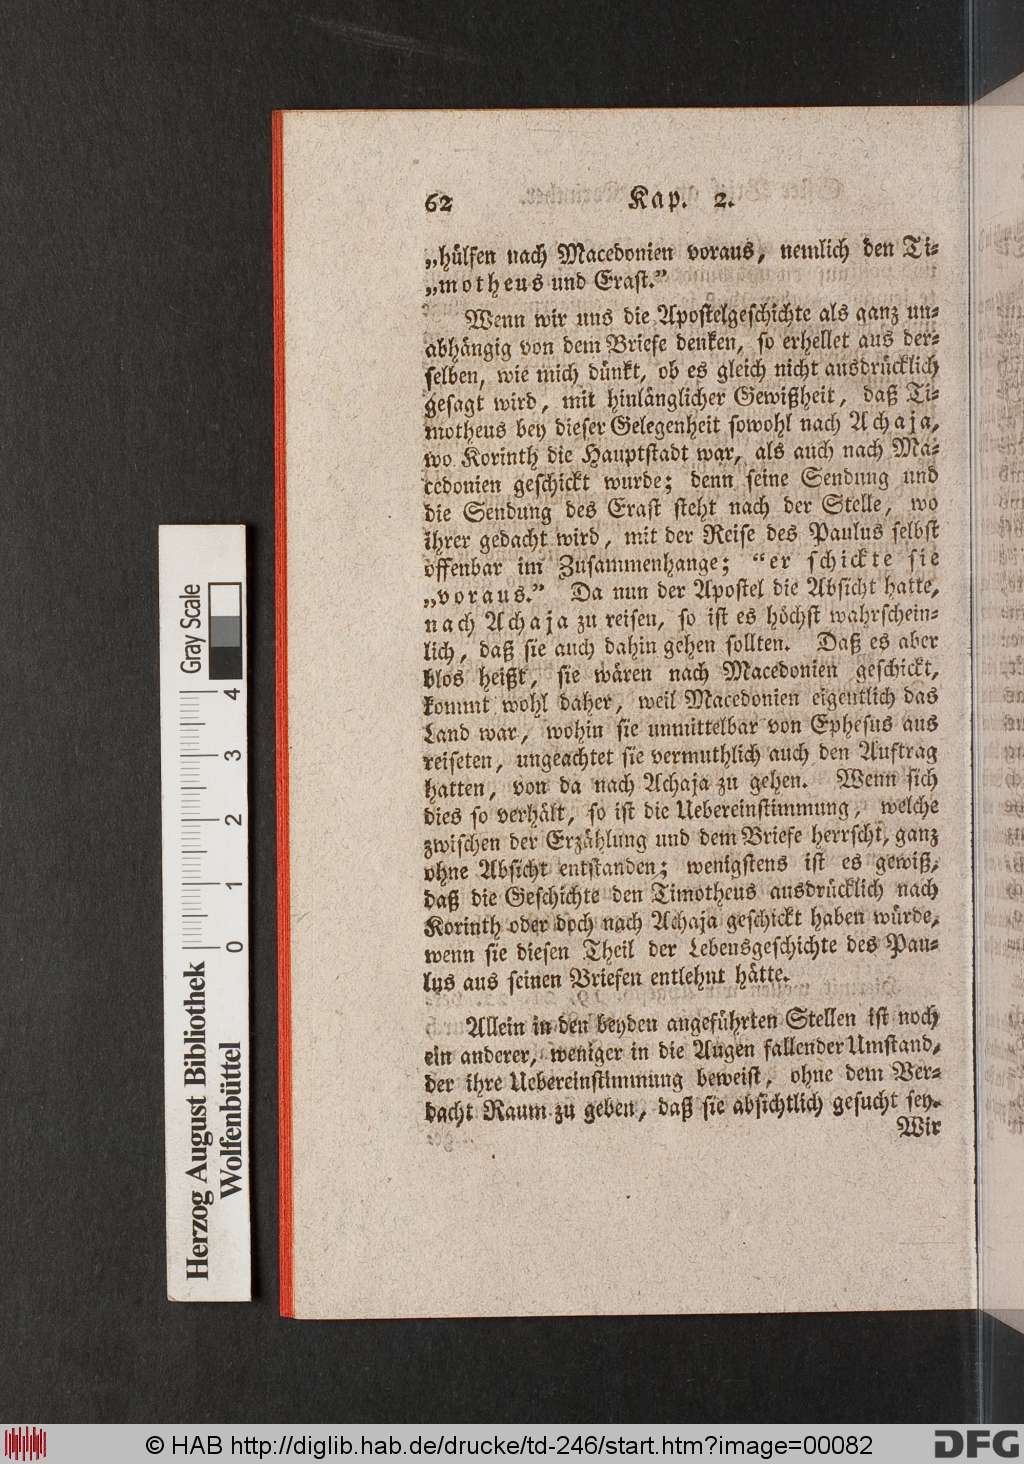 62 Kap. 2.
„hülfen nach Macedonien voraus, nemlich den Ti-
„motheus und Erast.”
Wenn wir uns die Apostelgeschichte als ganz un-
abhängig von dem Briefe denken, so erhellet aus der-
selben, wie mich dünkt, ob es gleich nicht ausdrücklich
gesagt wird, mit hinlänglicher Gewißheit, daß Ti-
motheus bey dieser Gelegenheit sowohl nach Achaja,
wo Korinth die Hauptstadt war, als auch nach Ma-
cedonien geschickt wurde; denn seine Sendung und
die Sendung des Erast steht nach der Stelle, wo
ihrer gedacht wird, mit der Reise des Paulus selbst
offenbar im Zusammenhange; “er schickte sie
„voraus.” Da nun der Apostel die Absicht hatte,
nach Achaja zu reisen, so ist es höchst wahrschein-
lich, daß sie auch dahin gehen sollten. Daß es aber
blos heißt, sie wären nach Macedonien geschickt,
kommt wohl daher, weil Macedonien eigentlich das
Land war, wohin sie unmittelbar von Ephesus aus
reiseten, ungeachtet sie vermuthlich auch den Auftrag
hatten, von da nach Achaja zu gehen. Wenn sich
dies so verhält, so ist die Uebereinstimmung, welche
zwischen der Erzählung und dem Briefe herrscht, ganz
ohne Absicht entstanden; wenigstens ist es gewiß,
daß die Geschichte den Timotheus ausdrücklich nach
Korinth oder doch nach Achaja geschickt haben würde,
wenn sie diesen Theil der Lebensgeschichte des Pau-
lus aus seinen Briefen entlehnt hätte.
Allein in den beyden angeführten Stellen ist noch
ein anderer, weniger in die Augen fallender Umstand,
der ihre Uebereinstimmung beweist, ohne dem Ver-
dacht Raum zu geben, daß sie absichtlich gesucht sey.
Wir
Herzog August Bibliothek
Wolfenbüttel
0 1 2 3 4
Gray Scale
© HAB http://diglib.hab.de/drucke/td-246/start.htm?image=00082
DFG